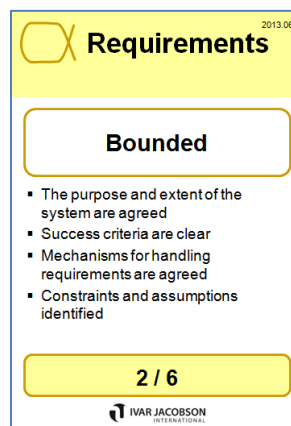 2013.06
Requirements
Bounded
▪ The purpose and extent of the
system are agreed
▪ Success criteria are clear
▪ Mechanisms for handling
requirements are agreed
▪ Constraints and assumptions
identified
2 / 6
IVAR JACOBSON
INTERNATIONAL